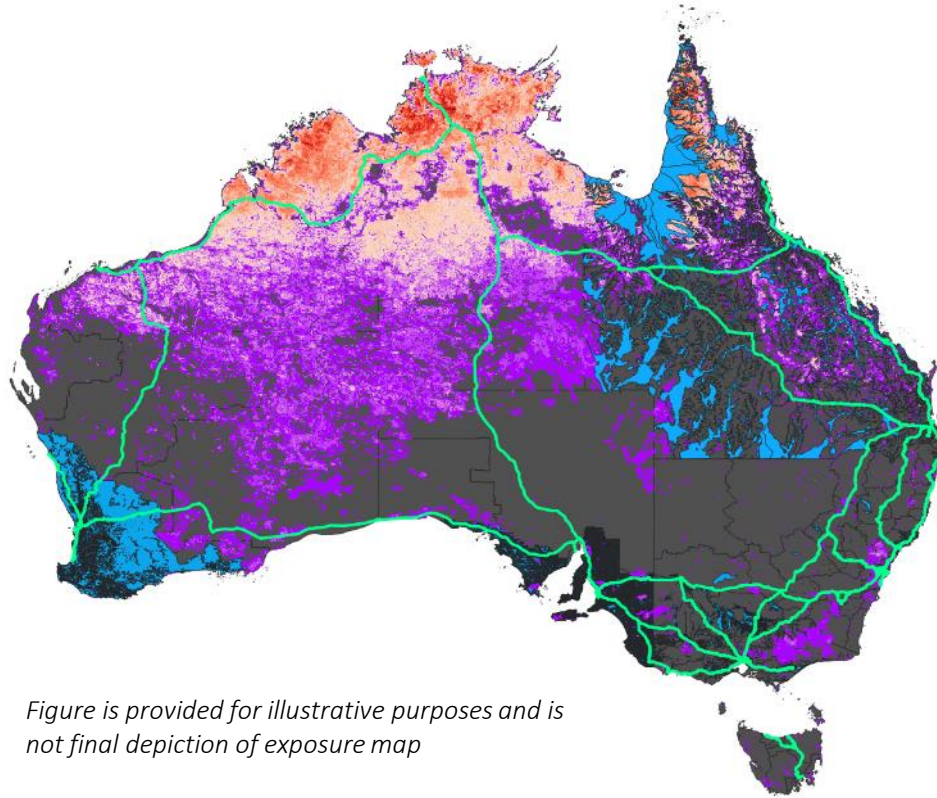 Figure is provided for illustrative purposes and is
not final depiction of exposure map